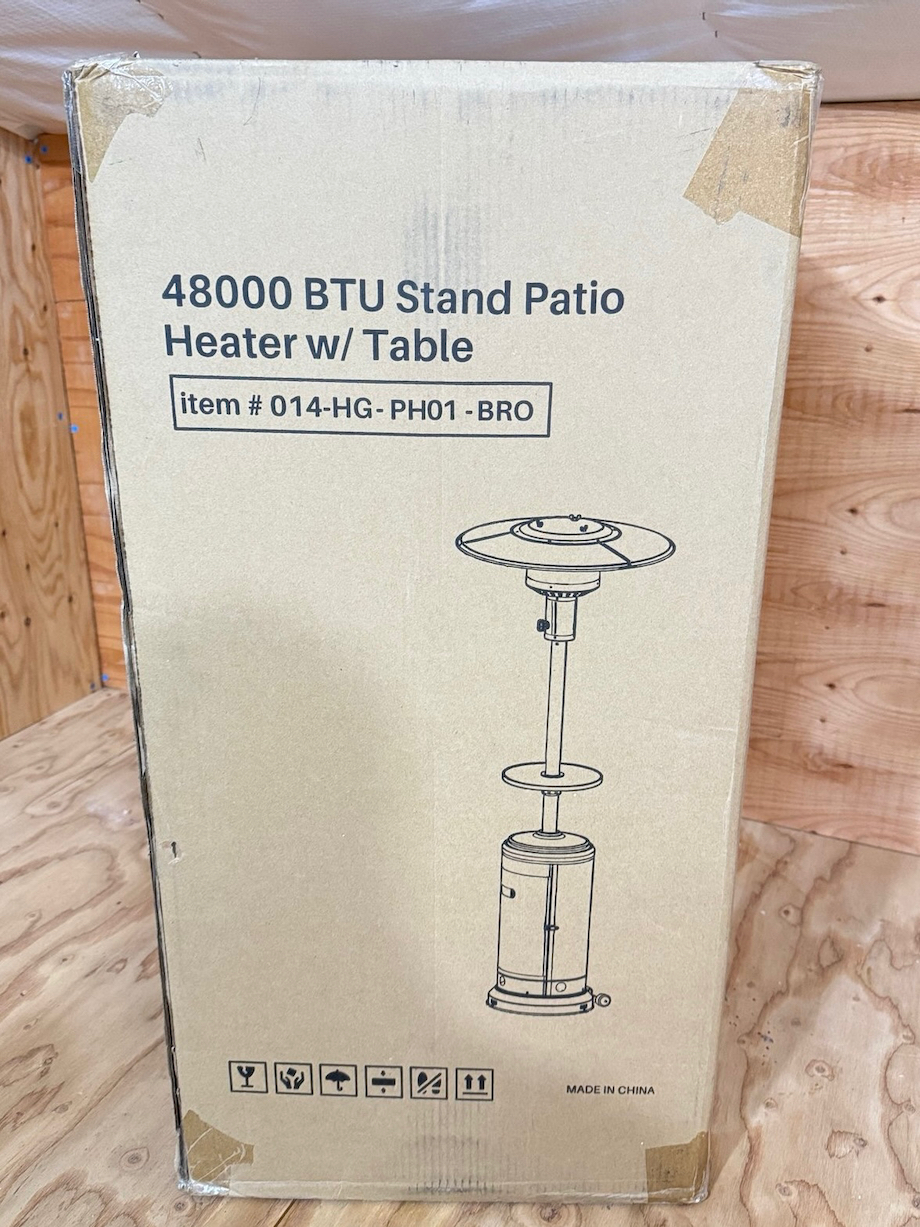 48000 BTU Stand Patio
Heater w/ Table
item # 014-HG-PH01-BRO
MADE IN CHINA